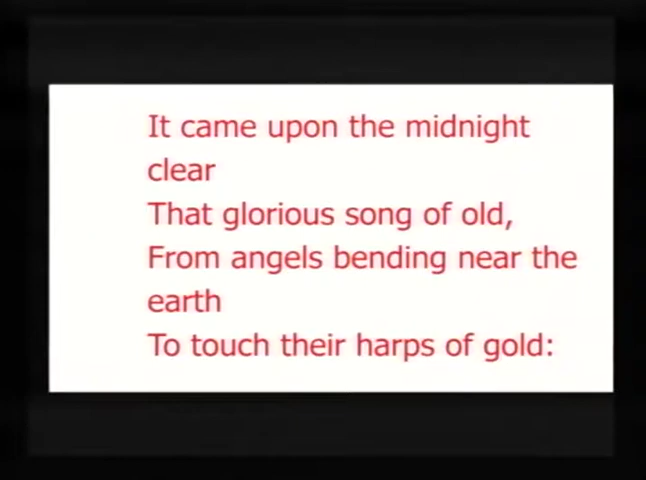 It came upon the midnight
clear
That glorious song of old,
From angels bending near the
earth
To touch their harps of gold: